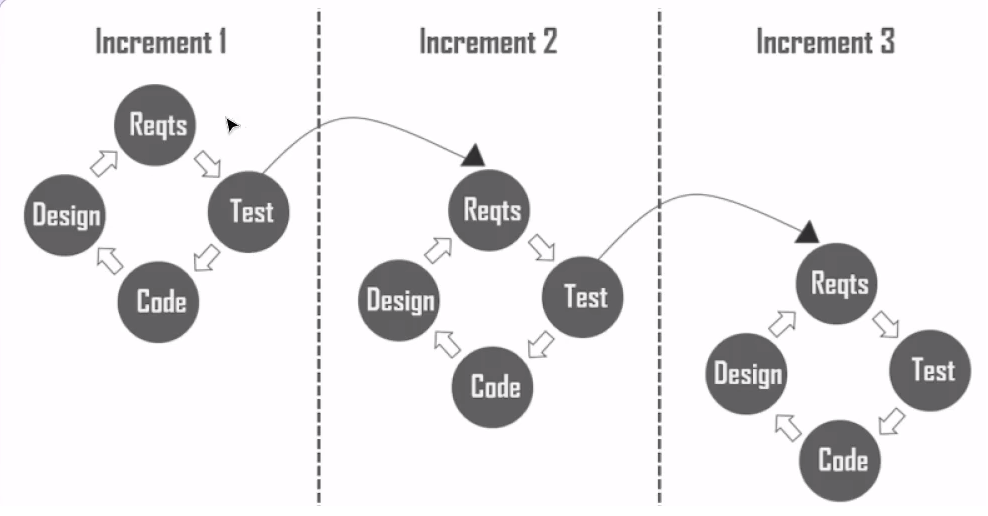 Increment 1
Reqts
Design
Test
Code
Increment 2
Reqts
Design
Test
Code
Increment 3
Reqts
Design
Test
Code